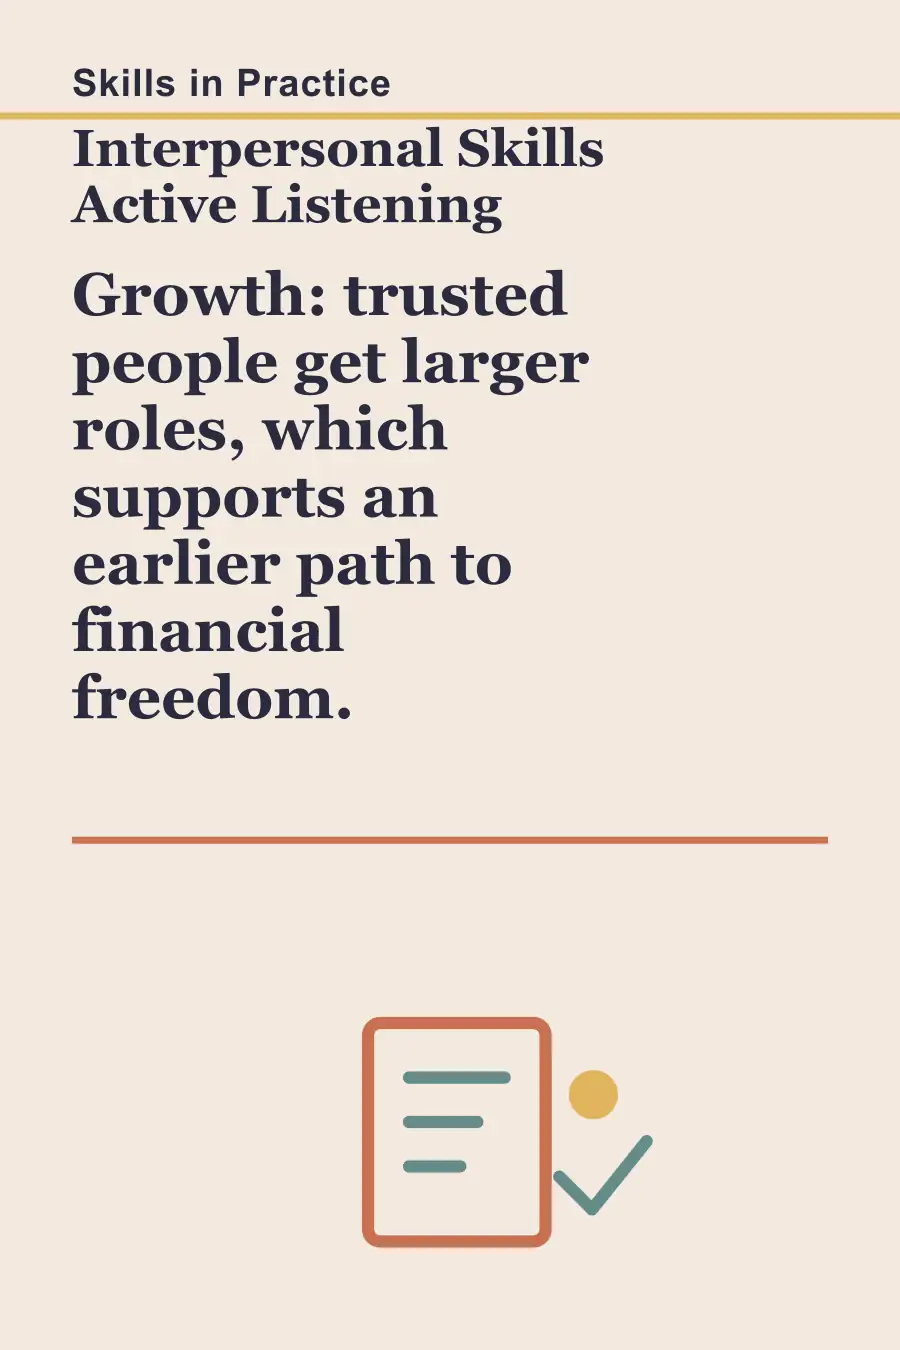 Skills in Practice
Interpersonal Skills
Active Listening
Growth: trusted
people get larger
roles, which
supports an
earlier path to
financial
freedom.